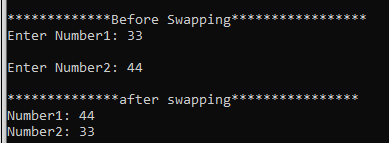 *************Before Swapping*****************
Enter Number1: 33
Enter Number2: 44
**************after swapping****************
Number1: 44
Number2: 33